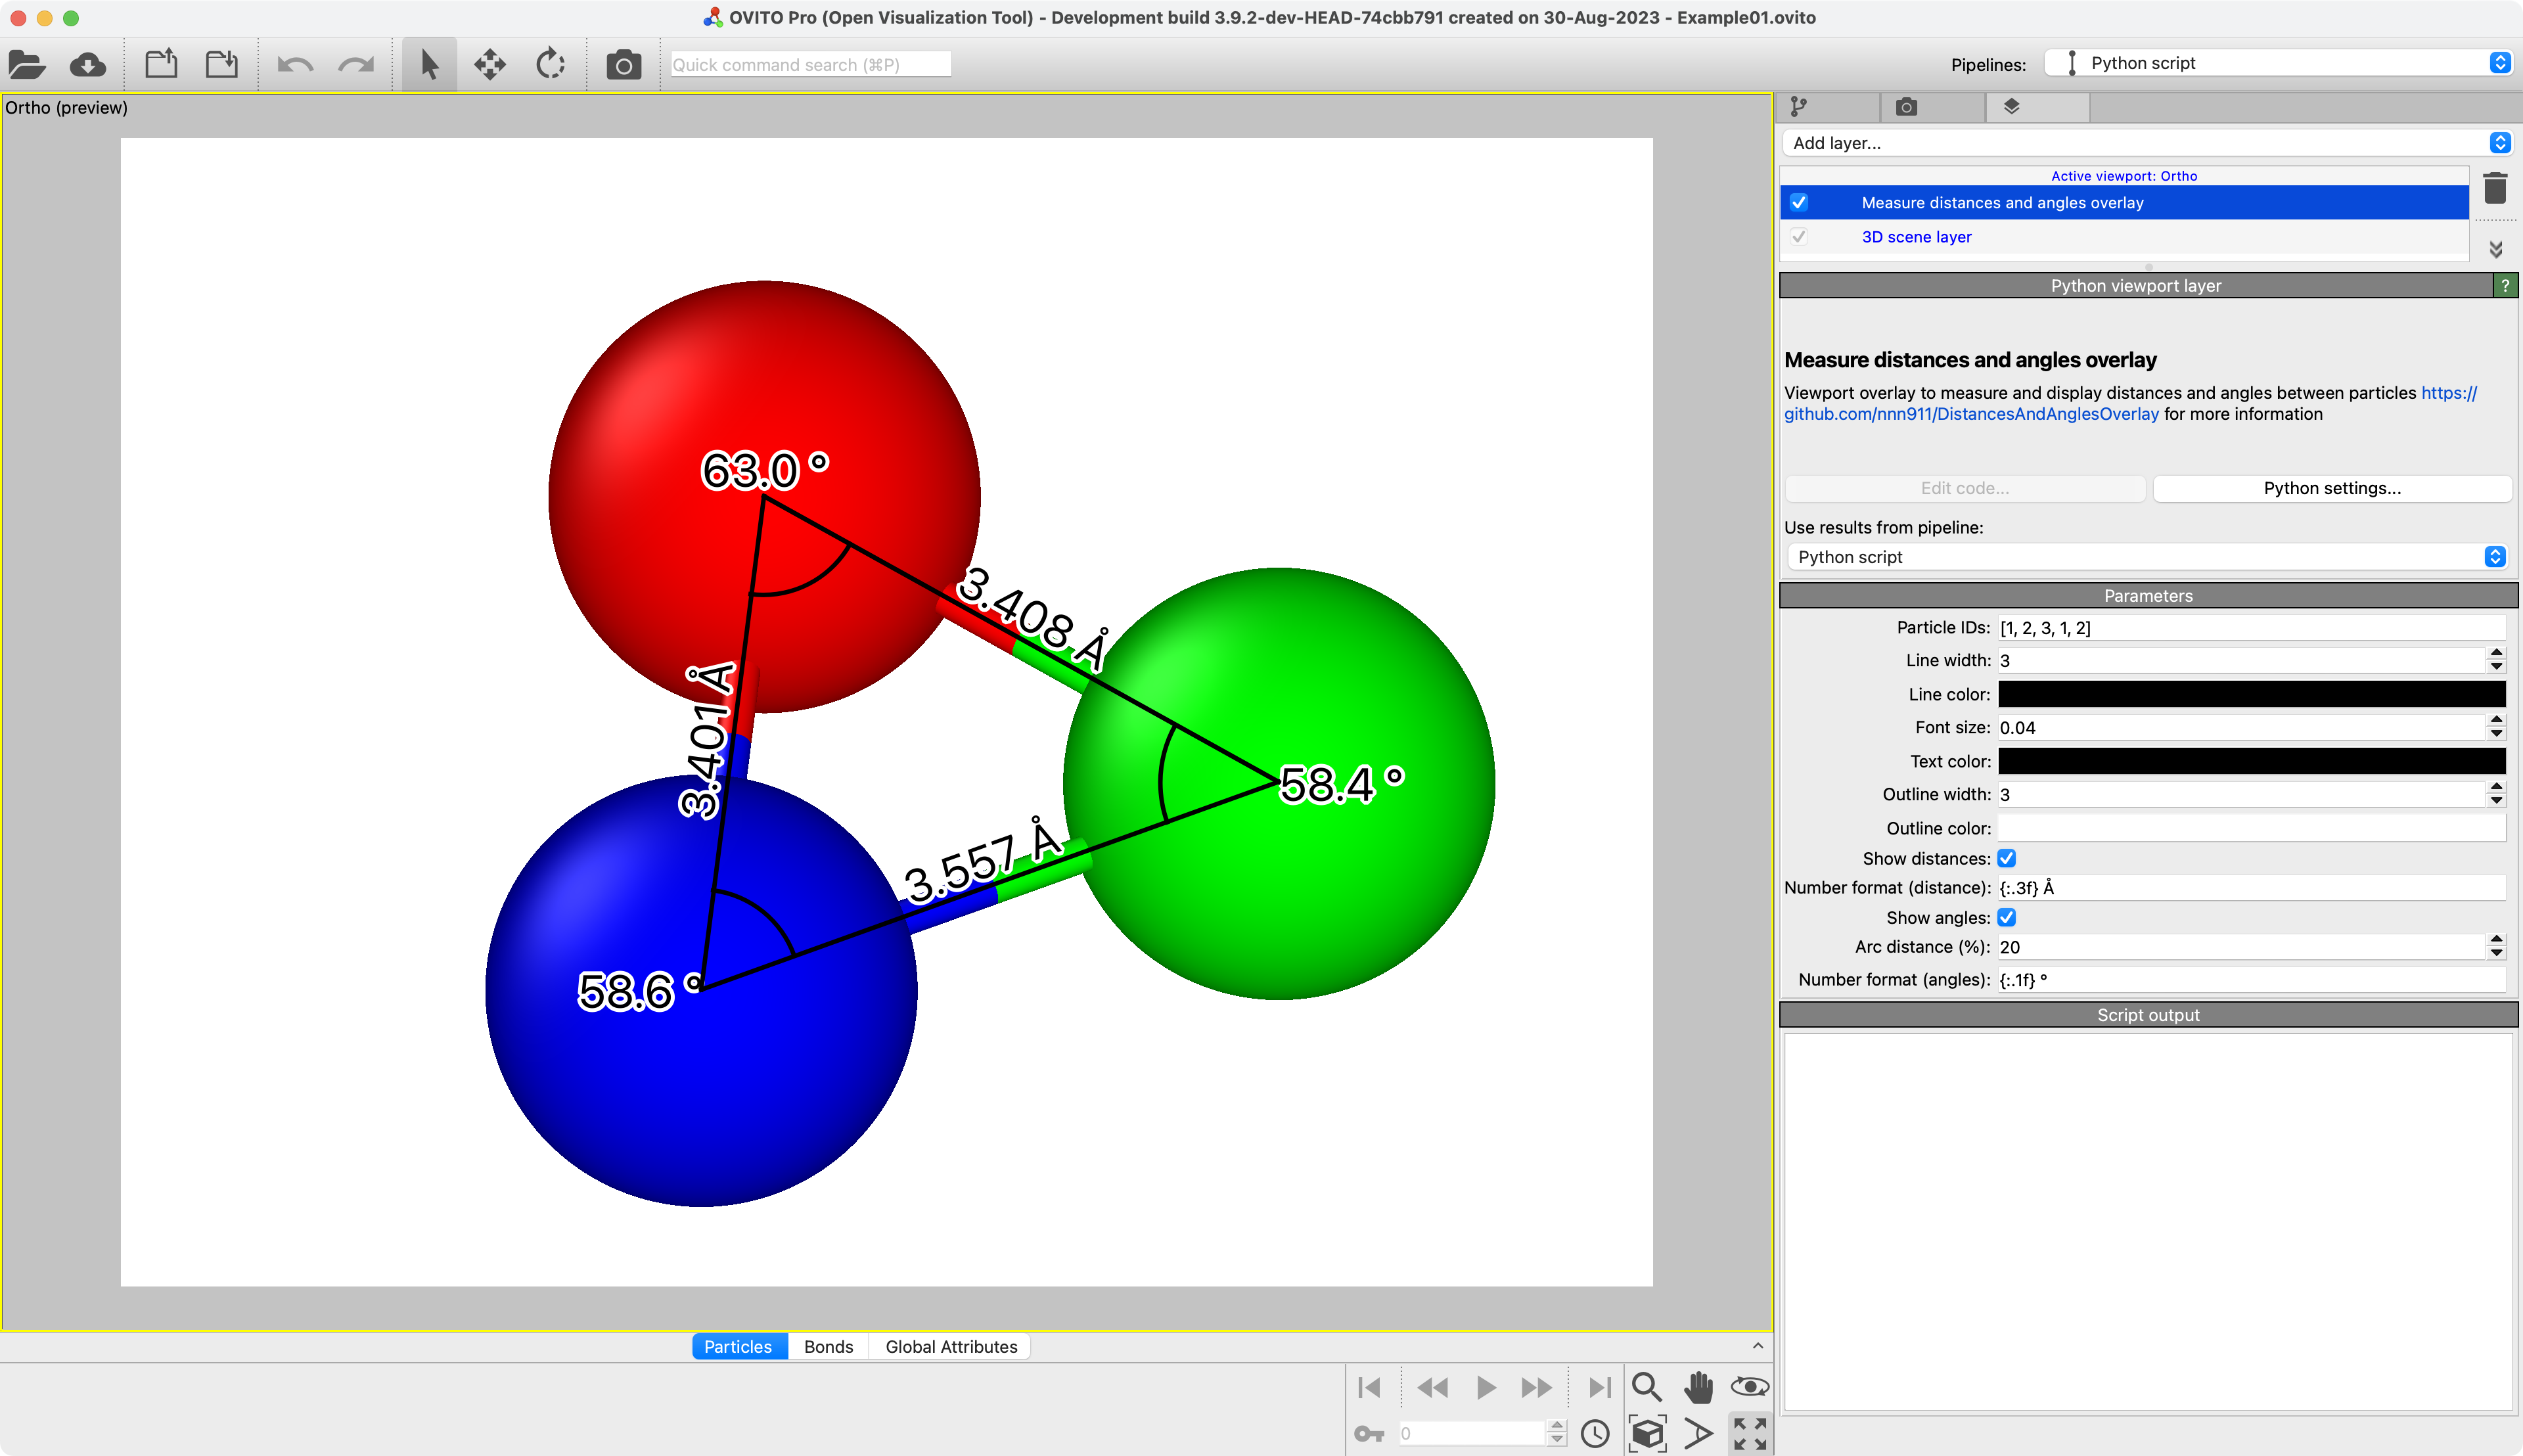 OVITO Pro (Open Visualization Tool) - Development build 3.9.2-dev-HEAD-74cbb791 created on 30-Aug-2023 - Example01.ovito
Quick command search (⌘P)
Pipelines:
Python script
Ortho (preview)
63.0 °
3.408 Å
3.401 Å
58.4 °
3.557 Å
58.6 °
Add layer...
Active viewport: Ortho
Measure distances and angles overlay
3D scene layer
Python viewport layer
?
Measure distances and angles overlay
Viewport overlay to measure and display distances and angles between particles https://
github.com/nnn911/DistancesAndAnglesOverlay for more information
Edit code...
Python settings...
Use results from pipeline:
Python script
Parameters
Particle IDs: [1, 2, 3, 1, 2]
Line width: 3
Line color:
Font size: 0.04
Text color:
Outline width: 3
Outline color:
Show distances:
Number format (distance): {:.3f} Å
Show angles:
Arc distance (%): 20
Number format (angles): {:.1f} °
Script output
Particles
Bonds
Global Attributes
0